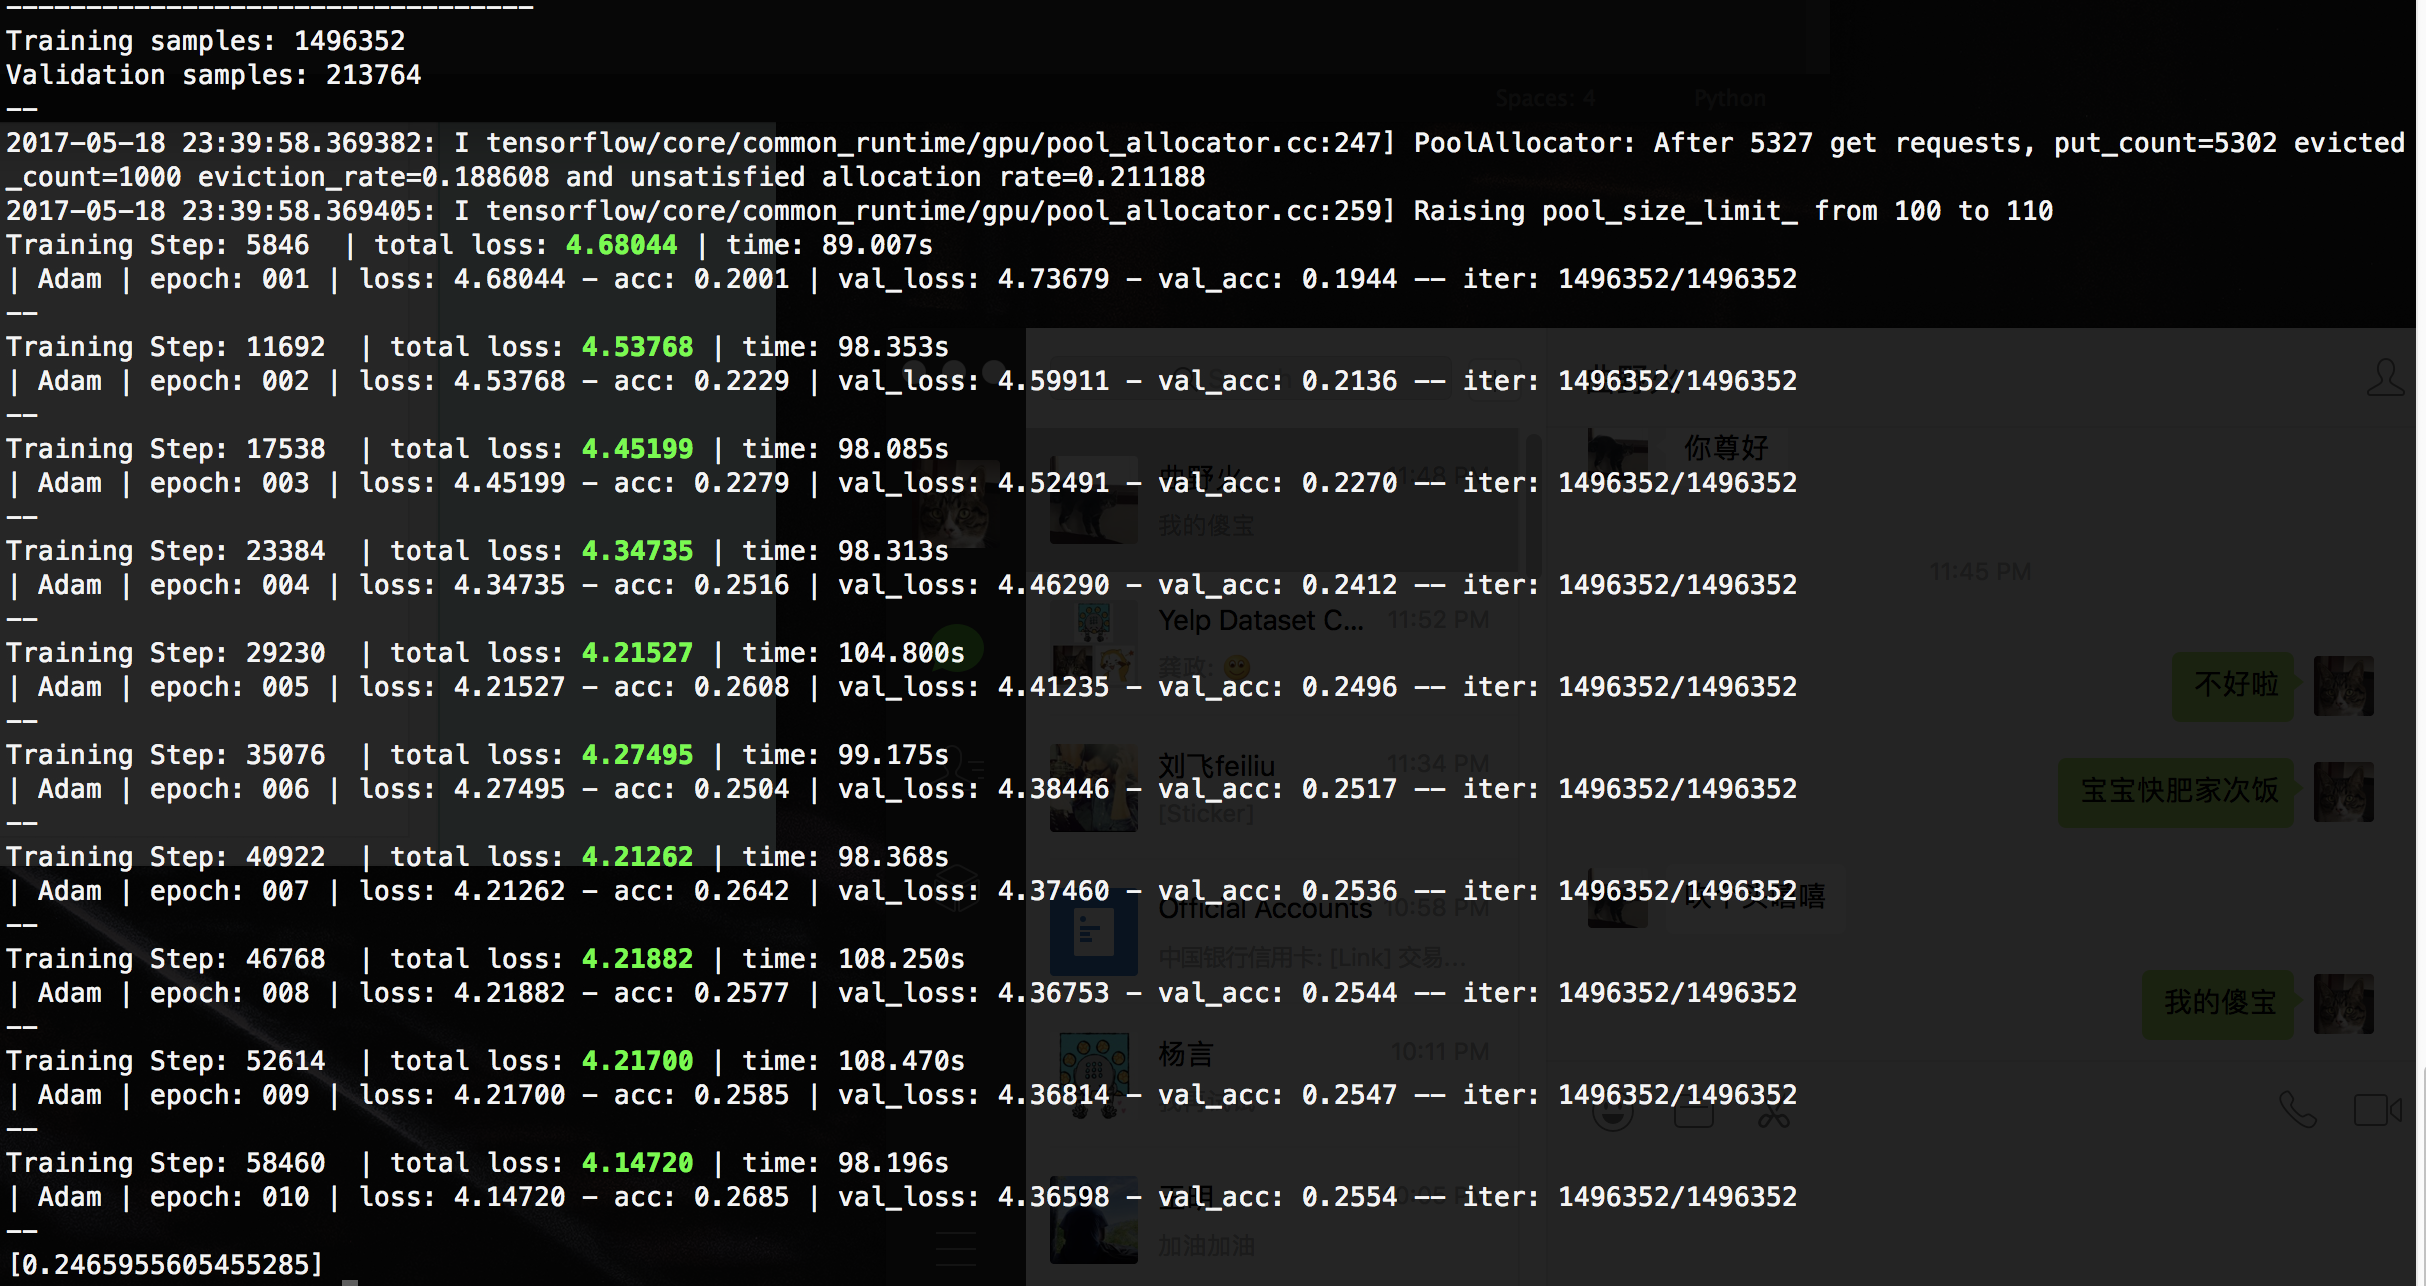 --------------------------------
Training samples: 1496352
Validation samples: 213764
--
Spaces: 4
Python
2017-05-18 23:39:58.369382: I tensorflow/core/common_runtime/gpu/pool_allocator.cc:247] PoolAllocator: After 5327 get requests, put_count=5302 evicted
_count=1000 eviction_rate=0.188608 and unsatisfied allocation rate=0.211188
2017-05-18 23:39:58.369405: I tensorflow/core/common_runtime/gpu/pool_allocator.cc:259] Raising pool_size_limit_ from 100 to 110
Training Step: 5846  | total loss: 4.68044 | time: 89.007s
| Adam | epoch: 001 | loss: 4.68044 - acc: 0.2001 | val_loss: 4.73679 - val_acc: 0.1944 -- iter: 1496352/1496352
--
Training Step: 11692  | total loss: 4.53768 | time: 98.353s
| Adam | epoch: 002 | loss: 4.53768 - acc: 0.2229 | val_loss: 4.59911 - val_acc: 0.2136 -- iter: 1496352/1496352
--
Training Step: 17538  | total loss: 4.45199 | time: 98.085s
| Adam | epoch: 003 | loss: 4.45199 - acc: 0.2279 | val_loss: 4.52491 - val_acc: 0.2270 -- iter: 1496352/1496352
--
Training Step: 23384  | total loss: 4.34735 | time: 98.313s
| Adam | epoch: 004 | loss: 4.34735 - acc: 0.2516 | val_loss: 4.46290 - val_acc: 0.2412 -- iter: 1496352/1496352
--
Training Step: 29230  | total loss: 4.21527 | time: 104.800s
| Adam | epoch: 005 | loss: 4.21527 - acc: 0.2608 | val_loss: 4.41235 - val_acc: 0.2496 -- iter: 1496352/1496352
--
Training Step: 35076  | total loss: 4.27495 | time: 99.175s
| Adam | epoch: 006 | loss: 4.27495 - acc: 0.2504 | val_loss: 4.38446 - val_acc: 0.2517 -- iter: 1496352/1496352
--
Training Step: 40922  | total loss: 4.21262 | time: 98.368s
| Adam | epoch: 007 | loss: 4.21262 - acc: 0.2642 | val_loss: 4.37460 - val_acc: 0.2536 -- iter: 1496352/1496352
--
Training Step: 46768  | total loss: 4.21882 | time: 108.250s
| Adam | epoch: 008 | loss: 4.21882 - acc: 0.2577 | val_loss: 4.36753 - val_acc: 0.2544 -- iter: 1496352/1496352
--
Training Step: 52614  | total loss: 4.21700 | time: 108.470s
| Adam | epoch: 009 | loss: 4.21700 - acc: 0.2585 | val_loss: 4.36814 - val_acc: 0.2547 -- iter: 1496352/1496352
--
Training Step: 58460  | total loss: 4.14720 | time: 98.196s
| Adam | epoch: 010 | loss: 4.14720 - acc: 0.2685 | val_loss: 4.36598 - val_acc: 0.2554 -- iter: 1496352/1496352
--
[0.2465955605455285]
曲野火 11:48 PM
我的傻宝
Yelp Dataset C... 11:52 PM
龚政: 😊
刘飞feiliu 11:34 PM
[Sticker]
Official Accounts 10:58 PM
中国银行信用卡: [Link] 交易...
杨言 10:11 PM
加油加油
你尊好
11:45 PM
不好啦
宝宝快肥家次饭
我的傻宝